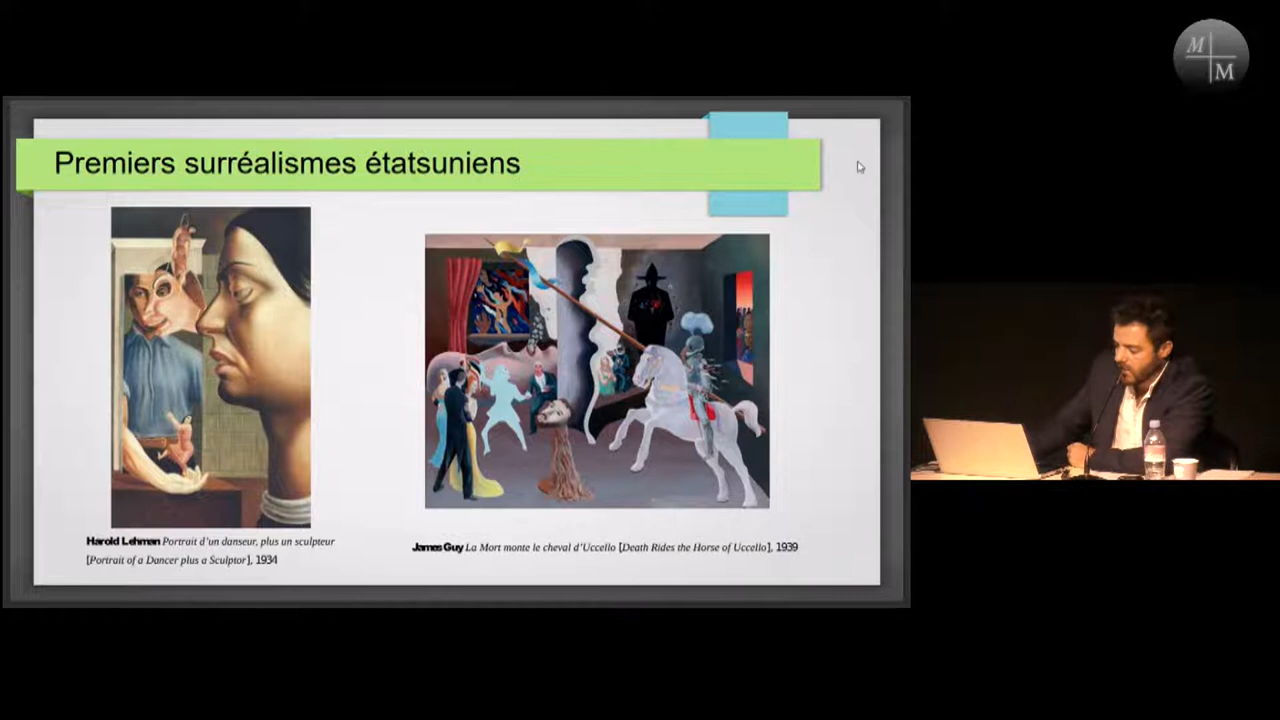 M
M
Premiers surréalismes étatsuniens
Harold Lehman Portrait d'un danseur, plus un sculpteur
[Portrait of a Dancer plus a Sculptor], 1934
James Guy La Mort monte le cheval d'Uccello [Death Rides the Horse of Uccello], 1939